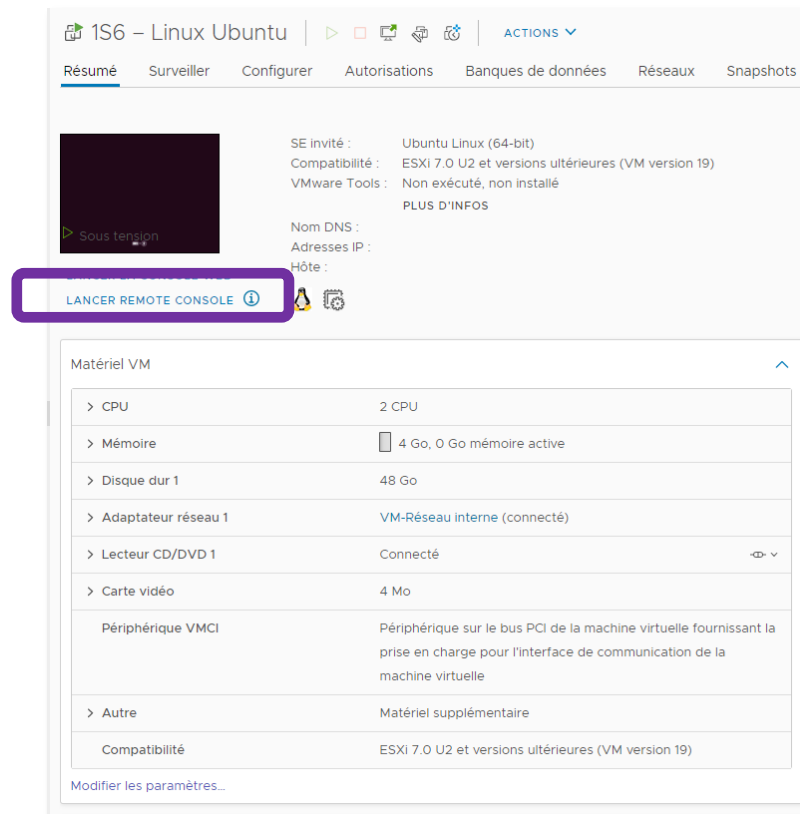 1S6 – Linux Ubuntu
ACTIONS
Résumé Surveiller Configurer Autorisations Banques de données Réseaux Snapshots
SE invité : Ubuntu Linux (64-bit)
Compatibilité : ESXi 7.0 U2 et versions ultérieures (VM version 19)
VMware Tools : Non exécuté, non installé
PLUS D'INFOS
Nom DNS :
Adresses IP :
Hôte :
Sous tension
LANCER REMOTE CONSOLE
Matériel VM
CPU 2 CPU
Mémoire 4 Go, 0 Go mémoire active
Disque dur 1 48 Go
Adaptateur réseau 1 VM-Réseau interne (connecté)
Lecteur CD/DVD 1 Connecté
Carte vidéo 4 Mo
Périphérique VMCI Périphérique sur le bus PCI de la machine virtuelle fournissant la
prise en charge pour l'interface de communication de la
machine virtuelle
Autre Matériel supplémentaire
Compatibilité ESXi 7.0 U2 et versions ultérieures (VM version 19)
Modifier les paramètres...